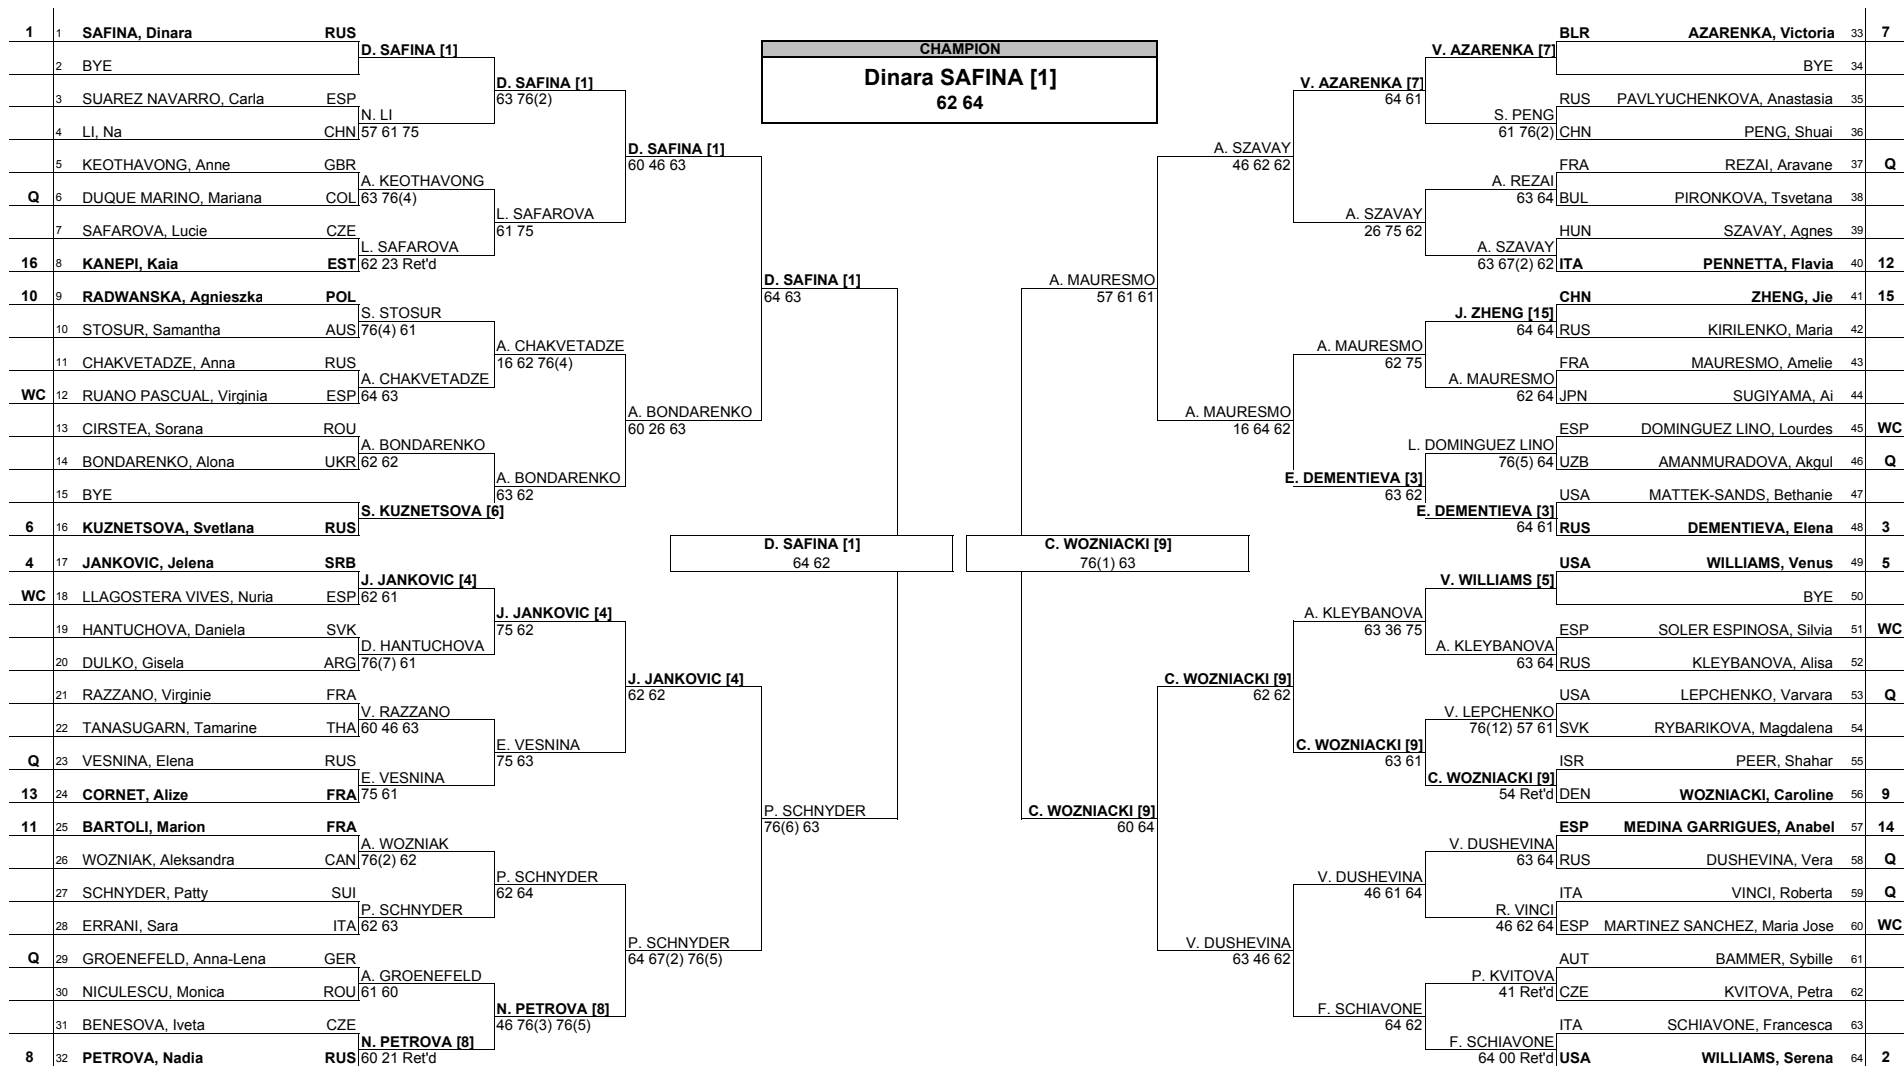 CHAMPION
Dinara SAFINA [1]
62 64
1 1 SAFINA, Dinara RUS
2 BYE
3 SUAREZ NAVARRO, Carla ESP
4 LI, Na CHN
5 KEOTHAVONG, Anne GBR
Q 6 DUQUE MARINO, Mariana COL
7 SAFAROVA, Lucie CZE
16 8 KANEPI, Kaia EST
10 9 RADWANSKA, Agnieszka POL
10 STOSUR, Samantha AUS
11 CHAKVETADZE, Anna RUS
WC 12 RUANO PASCUAL, Virginia ESP
13 CIRSTEA, Sorana ROU
14 BONDARENKO, Alona UKR
15 BYE
6 16 KUZNETSOVA, Svetlana RUS
4 17 JANKOVIC, Jelena SRB
WC 18 LLAGOSTERA VIVES, Nuria ESP
19 HANTUCHOVA, Daniela SVK
20 DULKO, Gisela ARG
21 RAZZANO, Virginie FRA
22 TANASUGARN, Tamarine THA
Q 23 VESNINA, Elena RUS
13 24 CORNET, Alize FRA
11 25 BARTOLI, Marion FRA
26 WOZNIAK, Aleksandra CAN
27 SCHNYDER, Patty SUI
28 ERRANI, Sara ITA
Q 29 GROENEFELD, Anna-Lena GER
30 NICULESCU, Monica ROU
31 BENESOVA, Iveta CZE
8 32 PETROVA, Nadia RUS
D. SAFINA [1]
N. LI
57 61 75
A. KEOTHAVONG
63 76(4)
L. SAFAROVA
62 23 Ret'd
S. STOSUR
76(4) 61
A. CHAKVETADZE
64 63
A. BONDARENKO
62 62
S. KUZNETSOVA [6]
J. JANKOVIC [4]
62 61
D. HANTUCHOVA
76(7) 61
V. RAZZANO
60 46 63
E. VESNINA
75 61
A. WOZNIAK
76(2) 62
P. SCHNYDER
62 63
A. GROENEFELD
61 60
N. PETROVA [8]
60 21 Ret'd
D. SAFINA [1]
63 76(2)
L. SAFAROVA
61 75
A. CHAKVETADZE
16 62 76(4)
A. BONDARENKO
63 62
J. JANKOVIC [4]
75 62
E. VESNINA
75 63
P. SCHNYDER
62 64
N. PETROVA [8]
46 76(3) 76(5)
D. SAFINA [1]
60 46 63
A. BONDARENKO
60 26 63
J. JANKOVIC [4]
62 62
P. SCHNYDER
64 67(2) 76(5)
D. SAFINA [1]
64 63
P. SCHNYDER
76(6) 63
D. SAFINA [1]
64 62
C. WOZNIACKI [9]
76(1) 63
A. MAURESMO
57 61 61
C. WOZNIACKI [9]
60 64
A. SZAVAY
46 62 62
A. MAURESMO
16 64 62
C. WOZNIACKI [9]
62 62
V. DUSHEVINA
63 46 62
V. AZARENKA [7]
64 61
A. SZAVAY
26 75 62
A. MAURESMO
62 75
E. DEMENTIEVA [3]
63 62
A. KLEYBANOVA
63 36 75
C. WOZNIACKI [9]
63 61
V. DUSHEVINA
46 61 64
F. SCHIAVONE
64 62
V. AZARENKA [7]
S. PENG
61 76(2)
A. REZAI
63 64
A. SZAVAY
63 67(2) 62
J. ZHENG [15]
64 64
A. MAURESMO
62 64
L. DOMINGUEZ LINO
76(5) 64
E. DEMENTIEVA [3]
64 61
V. WILLIAMS [5]
A. KLEYBANOVA
63 64
V. LEPCHENKO
76(12) 57 61
C. WOZNIACKI [9]
54 Ret'd
V. DUSHEVINA
63 64
R. VINCI
46 62 64
P. KVITOVA
41 Ret'd
F. SCHIAVONE
64 00 Ret'd
BLR AZARENKA, Victoria 33 7
BYE 34
RUS PAVLYUCHENKOVA, Anastasia 35
CHN PENG, Shuai 36
FRA REZAI, Aravane 37 Q
BUL PIRONKOVA, Tsvetana 38
HUN SZAVAY, Agnes 39
ITA PENNETTA, Flavia 40 12
CHN ZHENG, Jie 41 15
RUS KIRILENKO, Maria 42
FRA MAURESMO, Amelie 43
JPN SUGIYAMA, Ai 44
ESP DOMINGUEZ LINO, Lourdes 45 WC
UZB AMANMURADOVA, Akgul 46 Q
USA MATTEK-SANDS, Bethanie 47
RUS DEMENTIEVA, Elena 48 3
USA WILLIAMS, Venus 49 5
BYE 50
ESP SOLER ESPINOSA, Silvia 51 WC
RUS KLEYBANOVA, Alisa 52
USA LEPCHENKO, Varvara 53 Q
SVK RYBARIKOVA, Magdalena 54
ISR PEER, Shahar 55
DEN WOZNIACKI, Caroline 56 9
ESP MEDINA GARRIGUES, Anabel 57 14
RUS DUSHEVINA, Vera 58 Q
ITA VINCI, Roberta 59 Q
ESP MARTINEZ SANCHEZ, Maria Jose 60 WC
AUT BAMMER, Sybille 61
CZE KVITOVA, Petra 62
ITA SCHIAVONE, Francesca 63
USA WILLIAMS, Serena 64 2